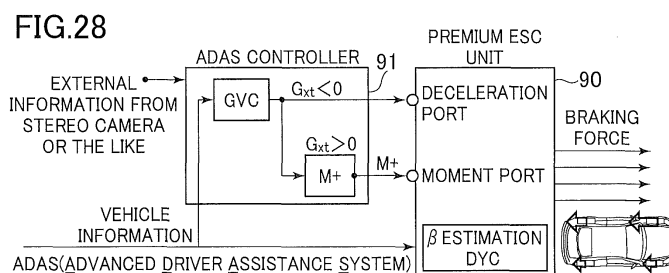 FIG.28
ADAS CONTROLLER
91
PREMIUM ESC
UNIT
90
EXTERNAL
INFORMATION FROM
STEREO CAMERA
OR THE LIKE
GVC
Gxt<0
DECELERATION
PORT
BRAKING
FORCE
Gxt>0
M+
M+
MOMENT PORT
VEHICLE
INFORMATION
β ESTIMATION
DYC
ADAS(ADVANCED DRIVER ASSISTANCE SYSTEM)